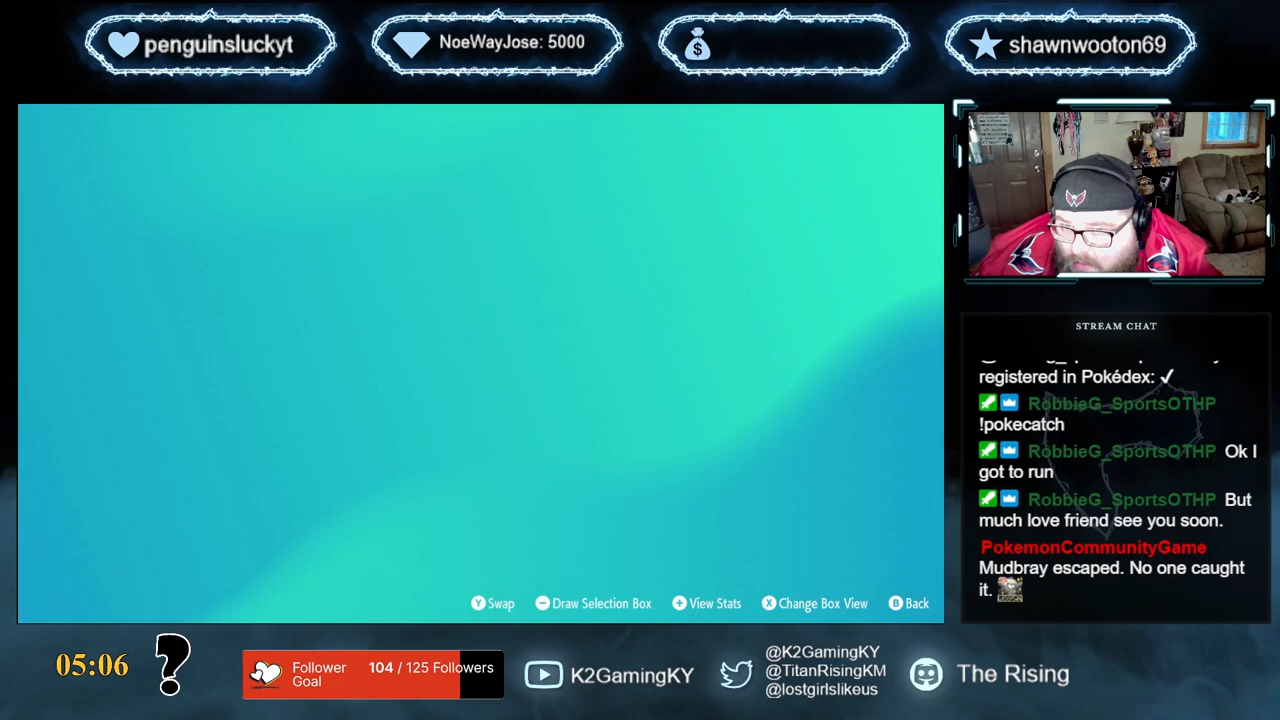 penguinsluckyt
NoeWayJose: 5000
shawnwooton69
STREAM CHAT
registered in Pokédex: ✓
RobbieG_SportsOTHP
!pokecatch
RobbieG_SportsOTHP Ok I
got to run
RobbieG_SportsOTHP But
much love friend see you soon.
PokemonCommunityGame
Mudbray escaped. No one caught
it.
Y Swap − Draw Selection Box + View Stats X Change Box View B Back
05:06
Follower
Goal
104 / 125 Followers
K2GamingKY
@K2GamingKY
@TitanRisingKM
@lostgirlslikeus
The Rising